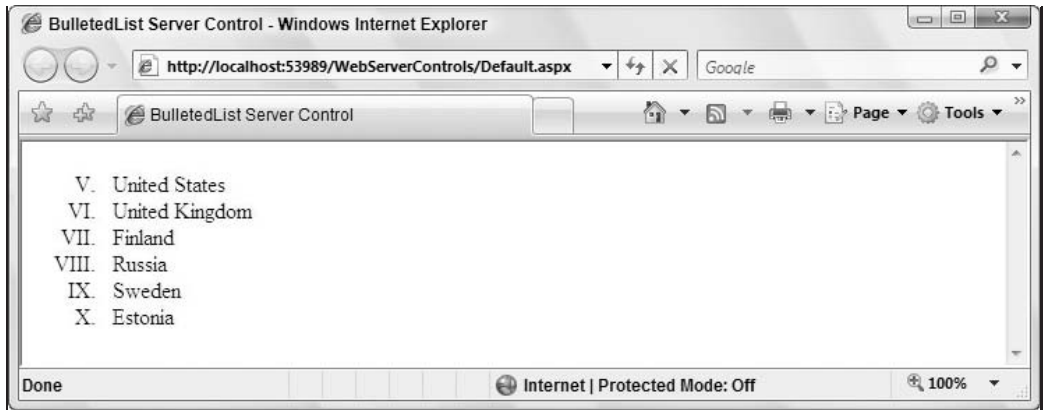 BulletedList Server Control - Windows Internet Explorer
http://localhost:53989/WebServerControls/Default.aspx
Google
BulletedList Server Control
Page
Tools
»
V. United States
VI. United Kingdom
VII. Finland
VIII. Russia
IX. Sweden
X. Estonia
Done
Internet | Protected Mode: Off
100%